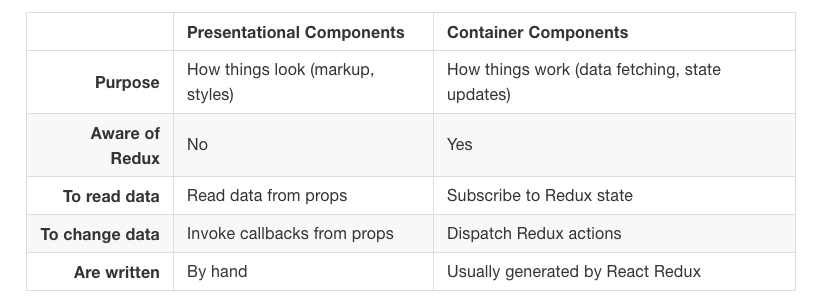 Presentational Components Container Components
Purpose How things look (markup, styles) How things work (data fetching, state updates)
Aware of Redux No Yes
To read data Read data from props Subscribe to Redux state
To change data Invoke callbacks from props Dispatch Redux actions
Are written By hand Usually generated by React Redux